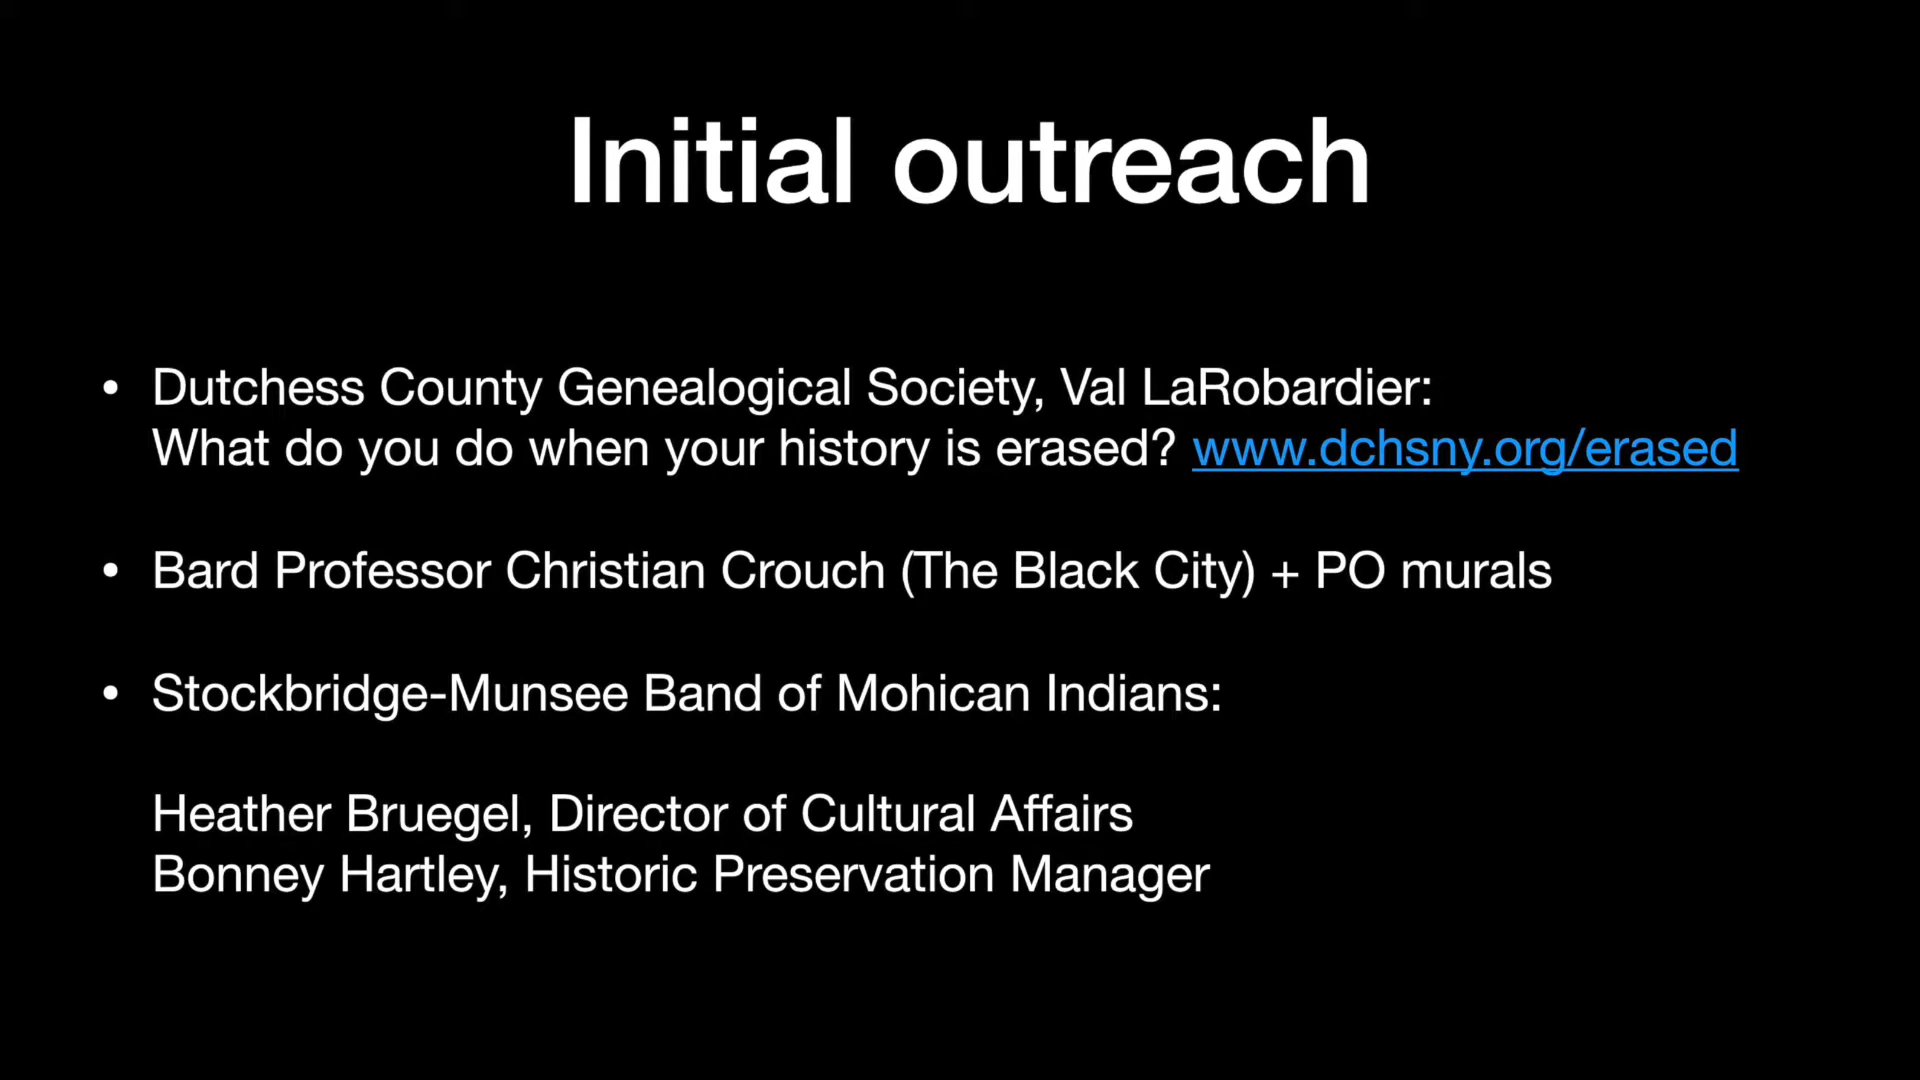 Initial outreach
• Dutchess County Genealogical Society, Val LaRobardier:
What do you do when your history is erased? www.dchsny.org/erased
• Bard Professor Christian Crouch (The Black City) + PO murals
• Stockbridge-Munsee Band of Mohican Indians:
Heather Bruegel, Director of Cultural Affairs
Bonney Hartley, Historic Preservation Manager